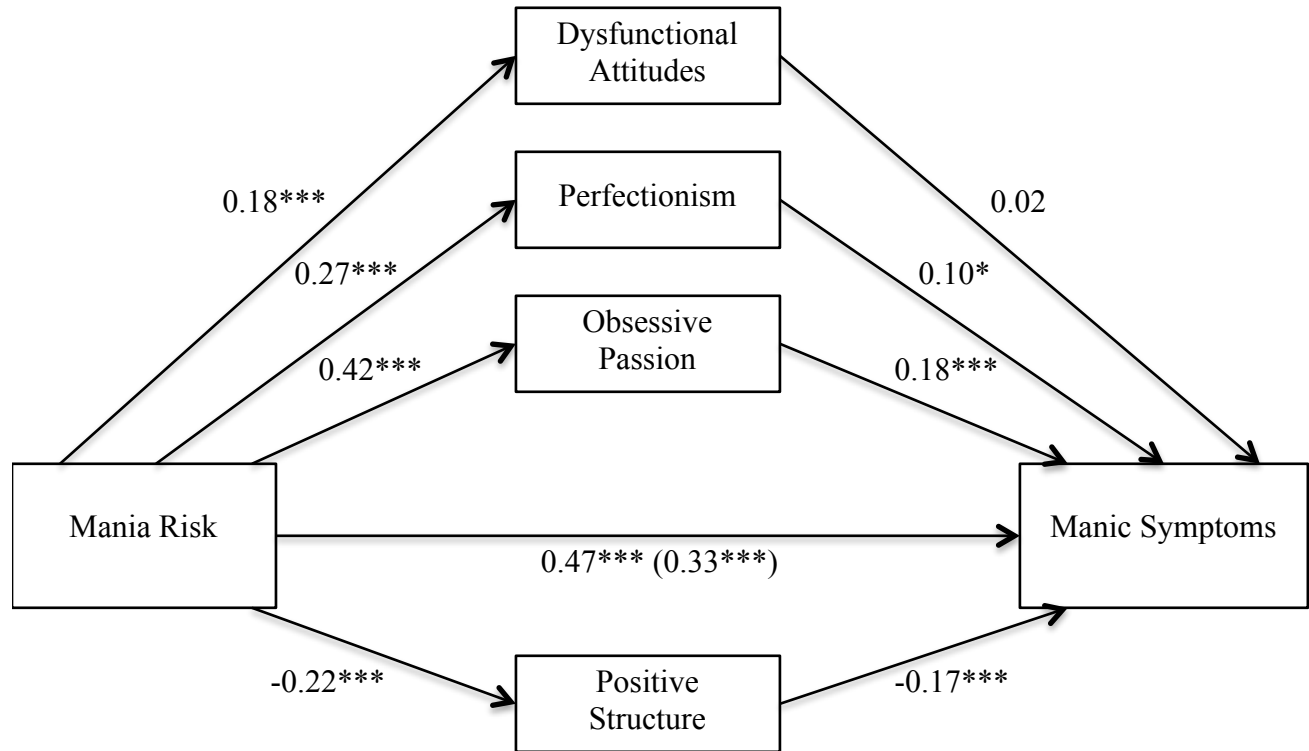 Dysfunctional
Attitudes
0.18***
Perfectionism
0.02
0.27***
0.10*
Obsessive
Passion
0.42***
0.18***
Mania Risk
Manic Symptoms
0.47*** (0.33***)
-0.22***
Positive
Structure
-0.17***